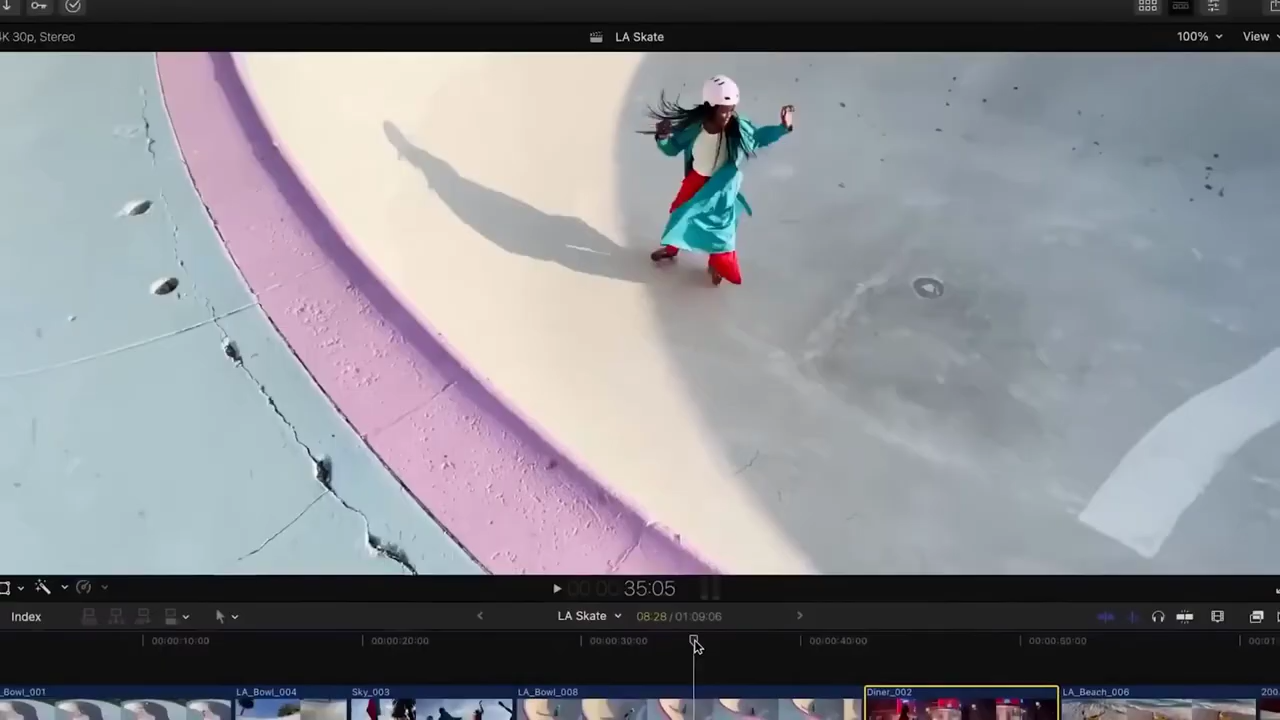 4K 30p, Stereo
LA Skate
100%
View
35:05
Index
LA Skate
08:28 / 01:09:06
00:00:10:00
00:00:20:00
00:00:30:00
00:00:40:00
00:00:50:00
Bowl_001
LA_Bowl_004
Sky_003
LA_Bowl_008
Diner_002
LA_Beach_006